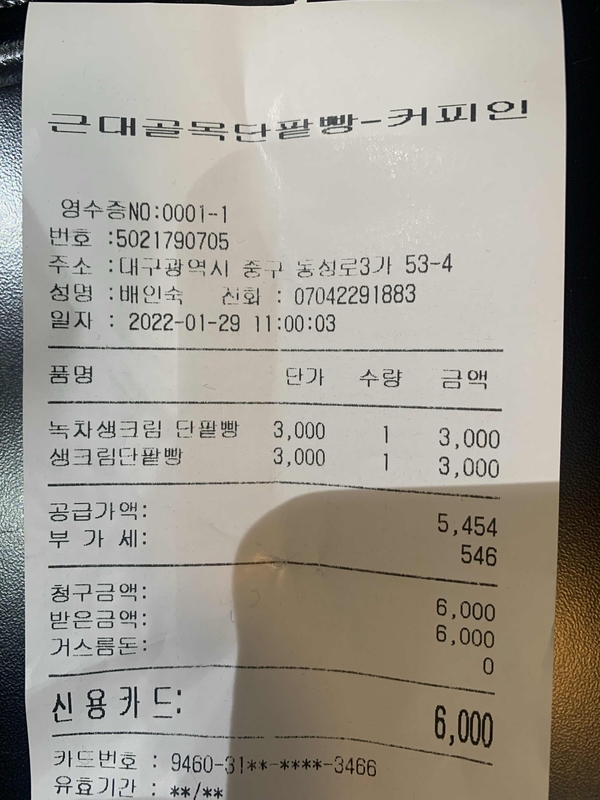 근대골목단팥빵-커피인
영수증NO:0001-1
번호 :5021790705
주소 :대구광역시 중구 동성로3가 53-4
성명 :배인숙 전화 : 07042291883
일자 : 2022-01-29 11:00:03
품명 단가 수량 금액
녹차생크림 단팥빵 3,000 1 3,000
생크림단팥빵 3,000 1 3,000
공급가액: 5,454
부 가 세: 546
청구금액: 6,000
받은금액: 6,000
거스름돈: 0
신용카드: 6,000
카드번호 : 9460-31**-****-3466
유효기간 : **/**